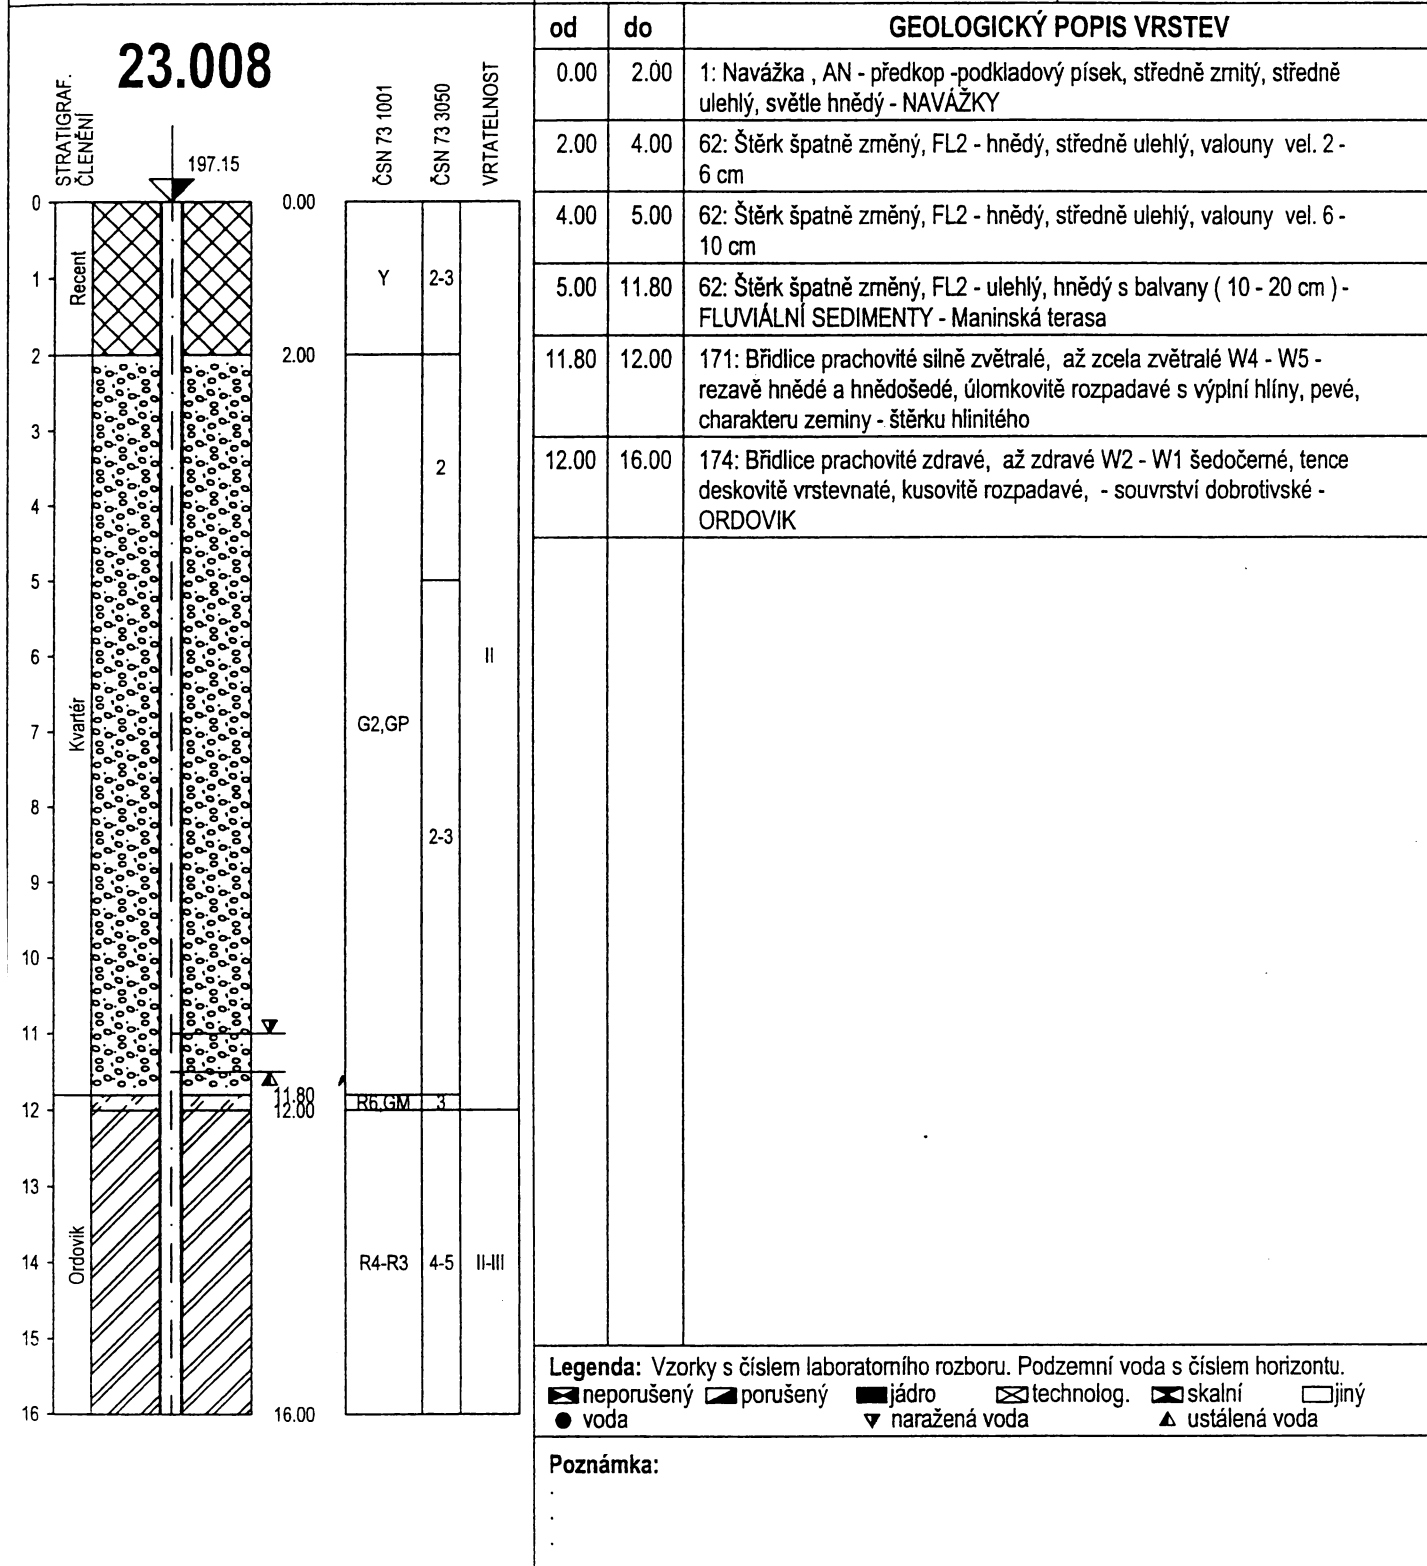 23.008
197.15
STRATIGRAF.
ČLENĚNÍ
ČSN 73 1001
ČSN 73 3050
VRTATELNOST
0
1
2
3
4
5
6
7
8
9
10
11
12
13
14
15
16
Recent
Kvartér
Ordovik
0.00
2.00
11.80
12.00
16.00
Y
G2,GP
R6,GM
R4-R3
2-3
2
2-3
3
4-5
II
II-III
od do GEOLOGICKÝ POPIS VRSTEV
0.00 2.00 1: Navážka , AN - předkop -podkladový písek, středně zrnitý, středně
ulehlý, světle hnědý - NAVÁŽKY
2.00 4.00 62: Štěrk špatně změný, FL2 - hnědý, středně ulehlý, valouny vel. 2 -
6 cm
4.00 5.00 62: Štěrk špatně změný, FL2 - hnědý, středně ulehlý, valouny vel. 6 -
10 cm
5.00 11.80 62: Štěrk špatně změný, FL2 - ulehlý, hnědý s balvany ( 10 - 20 cm ) -
FLUVIÁLNÍ SEDIMENTY - Maninská terasa
11.80 12.00 171: Břidlice prachovité silně zvětralé, až zcela zvětralé W4 - W5 -
rezavě hnědé a hnědošedé, úlomkovitě rozpadavé s výplní hlíny, pevé,
charakteru zeminy - štěrku hlinitého
12.00 16.00 174: Břidlice prachovité zdravé, až zdravé W2 - W1 šedočerné, tence
deskovitě vrstevnaté, kusovitě rozpadavé, - souvrství dobrotivské -
ORDOVIK
Legenda: Vzorky s číslem laboratorního rozboru. Podzemní voda s číslem horizontu.
neporušený porušený jádro technolog. skalní jiný
voda naražená voda ustálená voda
Poznámka:
.
.
.